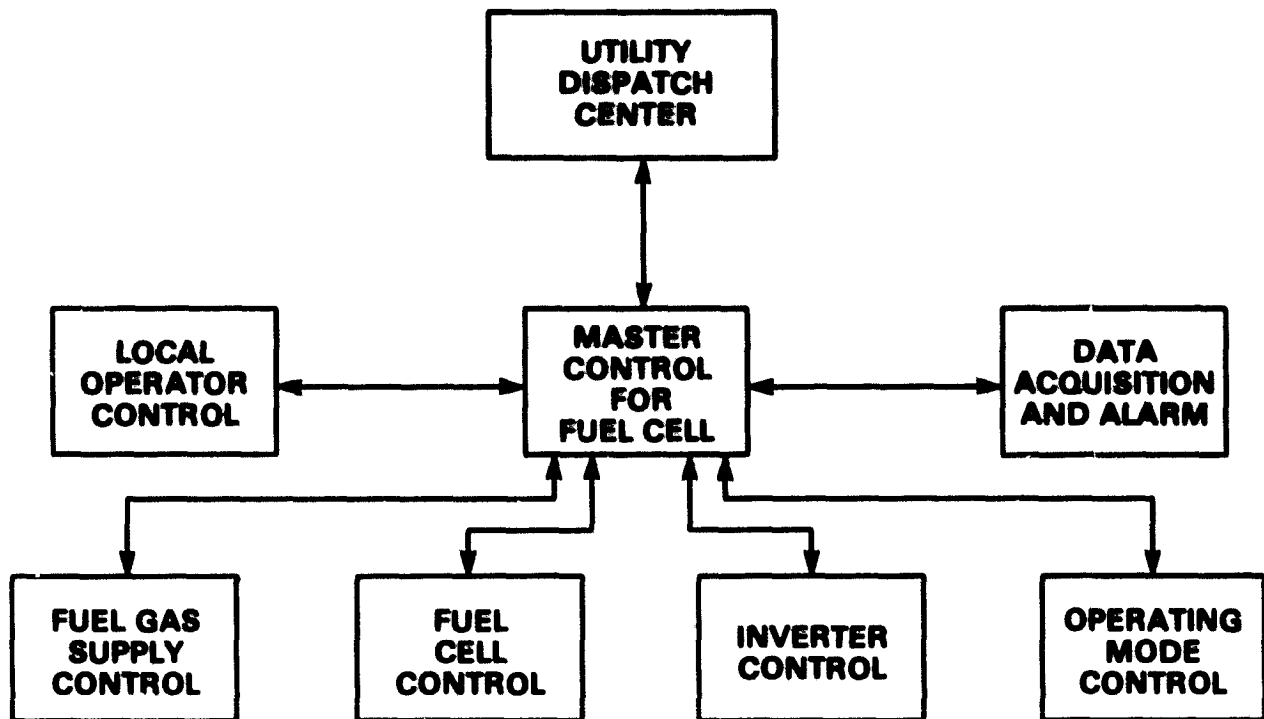 UTILITY
DISPATCH
CENTER
LOCAL
OPERATOR
CONTROL
MASTER
CONTROL
FOR
FUEL CELL
DATA
ACQUISITION
AND ALARM
FUEL GAS
SUPPLY
CONTROL
FUEL
CELL
CONTROL
INVERTER
CONTROL
OPERATING
MODE
CONTROL